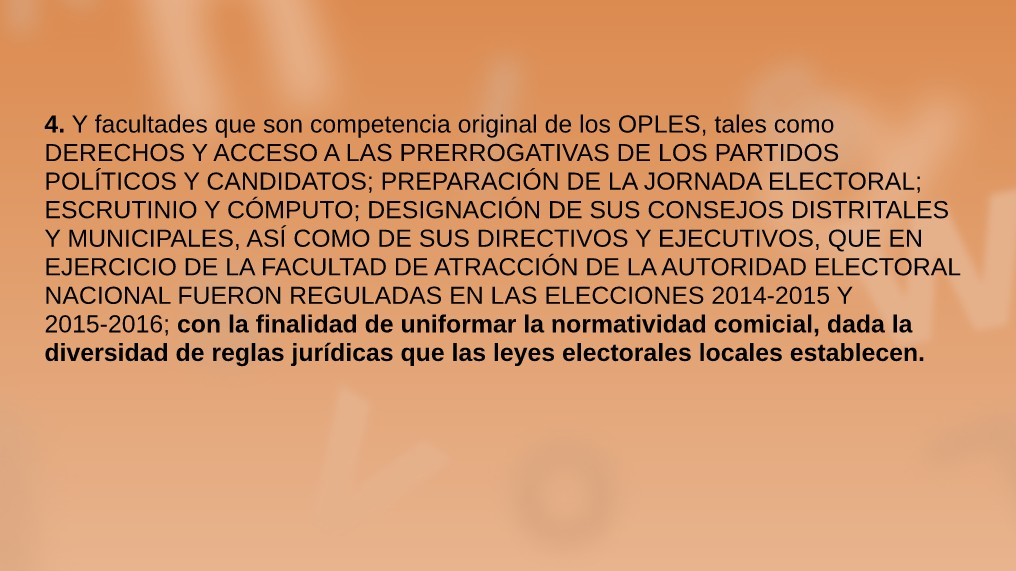 4. Y facultades que son competencia original de los OPLES, tales como
DERECHOS Y ACCESO A LAS PRERROGATIVAS DE LOS PARTIDOS
POLÍTICOS Y CANDIDATOS; PREPARACIÓN DE LA JORNADA ELECTORAL;
ESCRUTINIO Y CÓMPUTO; DESIGNACIÓN DE SUS CONSEJOS DISTRITALES
Y MUNICIPALES, ASÍ COMO DE SUS DIRECTIVOS Y EJECUTIVOS, QUE EN
EJERCICIO DE LA FACULTAD DE ATRACCIÓN DE LA AUTORIDAD ELECTORAL
NACIONAL FUERON REGULADAS EN LAS ELECCIONES 2014-2015 Y
2015-2016; con la finalidad de uniformar la normatividad comicial, dada la
diversidad de reglas jurídicas que las leyes electorales locales establecen.